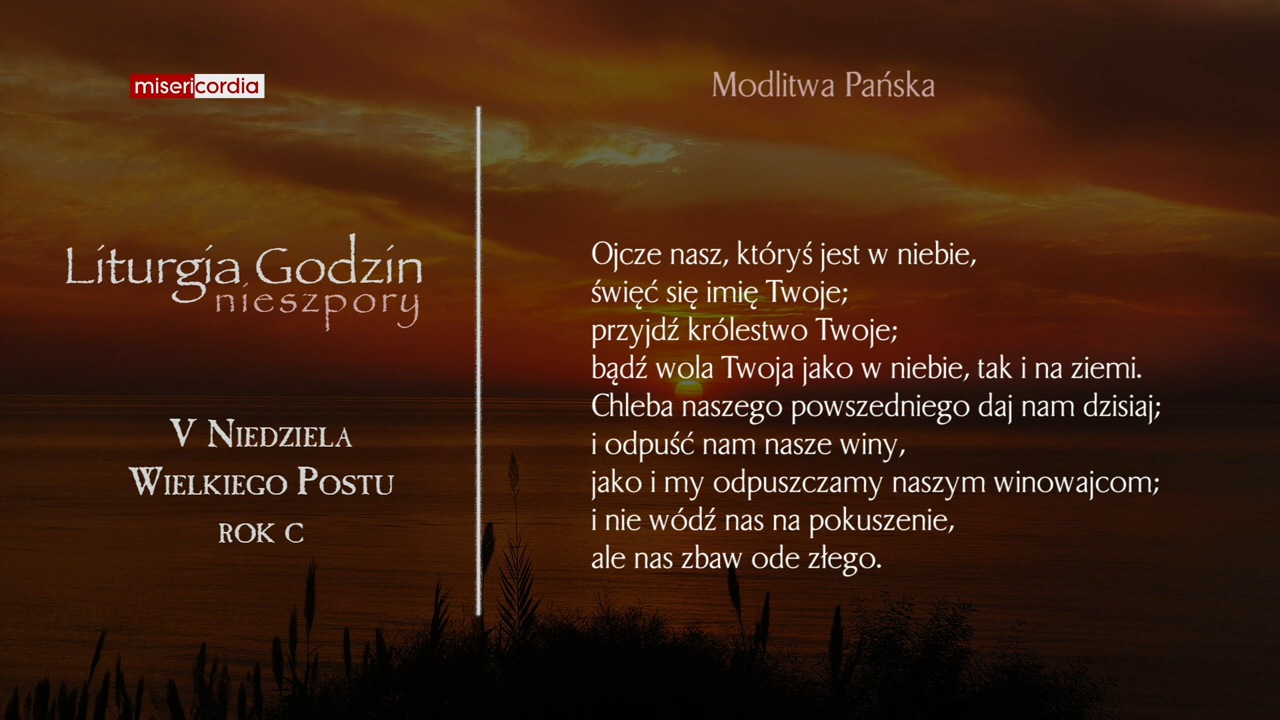 misericordia
Liturgia Godzin
nieszpory
V Niedziela
Wielkiego Postu
rok C
Modlitwa Pańska
Ojcze nasz, któryś jest w niebie,
święć się imię Twoje;
przyjdź królestwo Twoje;
bądź wola Twoja jako w niebie, tak i na ziemi.
Chleba naszego powszedniego daj nam dzisiaj;
i odpuść nam nasze winy,
jako i my odpuszczamy naszym winowajcom;
i nie wódź nas na pokuszenie,
ale nas zbaw ode złego.